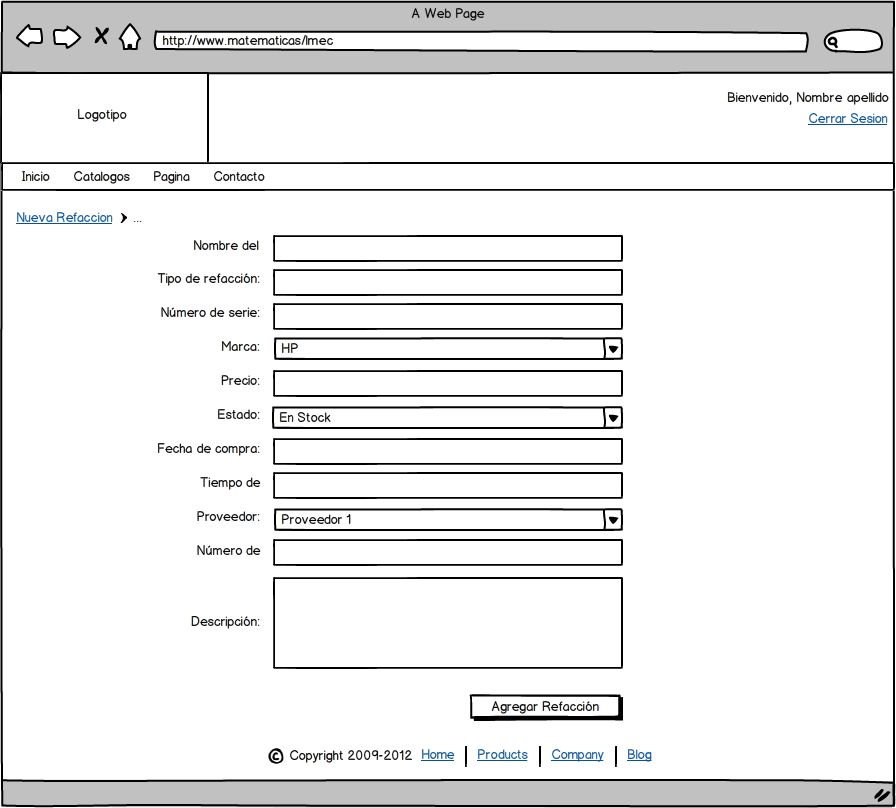 A Web Page
http://www.matematicas/lmec
Logotipo
Bienvenido, Nombre apellido
Cerrar Sesion
Inicio Catalogos Pagina Contacto
Nueva Refaccion ...
Nombre del
Tipo de refacción:
Número de serie:
Marca: HP
Precio:
Estado: En Stock
Fecha de compra:
Tiempo de
Proveedor: Proveedor 1
Número de
Descripción:
Agregar Refacción
© Copyright 2009-2012 Home Products Company Blog